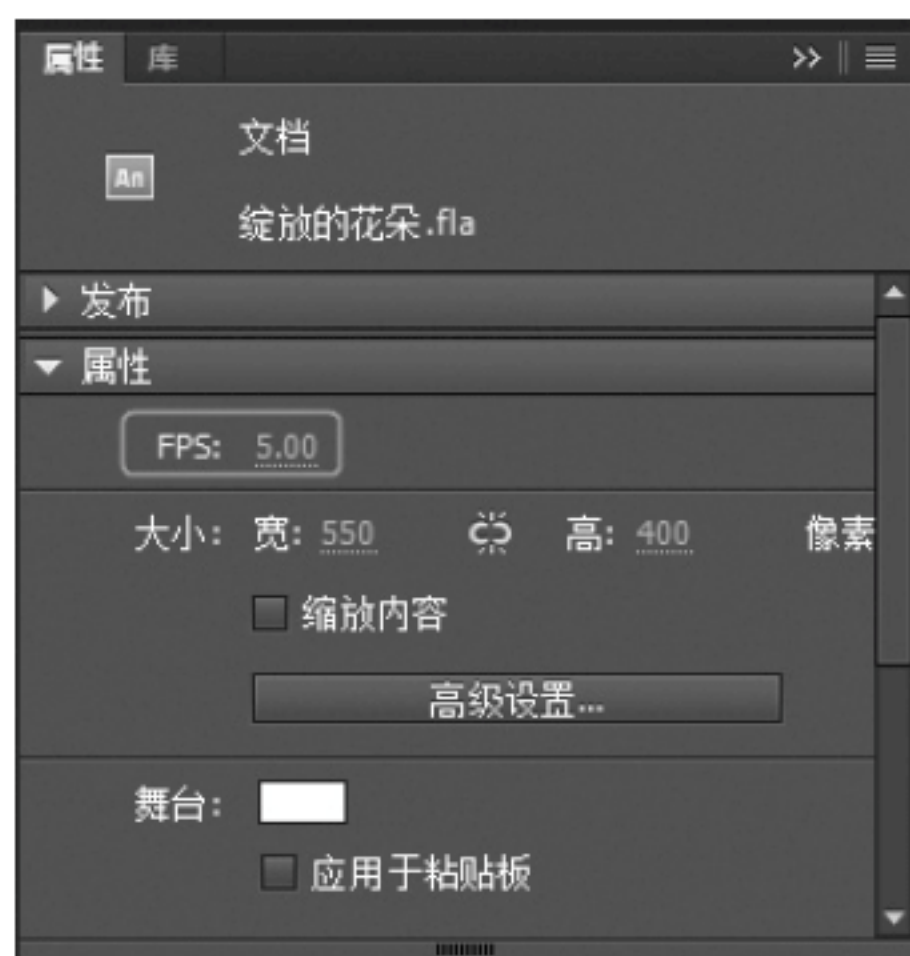 属性 库
An
文档
绽放的花朵.fla
发布
属性
FPS: 5.00
大小: 宽: 550 高: 400 像素
缩放内容
高级设置...
舞台:
应用于粘贴板